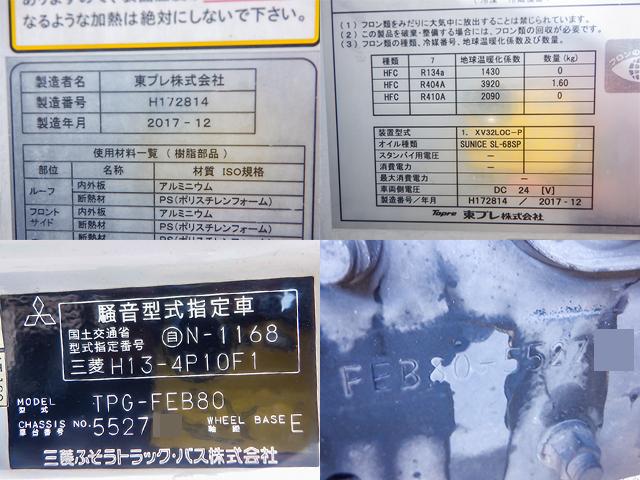 ような加熱は絶対にしないで下さい。
製造者名 東プレ株式会社
製造番号 H172814
製造年月 2017-12
使用材料一覧 (樹脂部品)
部位 名称 材質 ISO規格
ルーフ 内外板 アルミニウム
断熱材 PS(ポリスチレンフォーム)
フロント 内外板 アルミニウム
サイド 断熱材 PS(ポリスチレンフォーム)
(1) フロン類をみだりに大気中に放出することは禁じられています。
(2) この製品を廃棄・整備する場合には、フロン類の回収が必要です。
(3) フロン類の種類、冷媒番号、地球温暖化係数及び数量。
種類 7 地球温暖化係数 数量(kg)
HFC R134a 1430 0
HFC R404A 3920 1.60
HFC R410A 2090 0
装置型式 1. XV32LOC-P
オイル種類 SUNICE SL-68SP
スタンバイ用電圧 —
消費電力 —
最大消費電力 —
車両側電圧 DC 24 [V]
製造番号/年月 H172814 / 2017-12
Topre 東プレ株式会社
騒音型式指定車
国土交通省 自N-1168
型式指定番号
三菱 H13-4P10F1
MODEL TPG-FEB80
型式
CHASSIS NO. 5527 WHEEL BASE E
車台番号 軸距
三菱ふそうトラック・バス株式会社
FEB80-5527